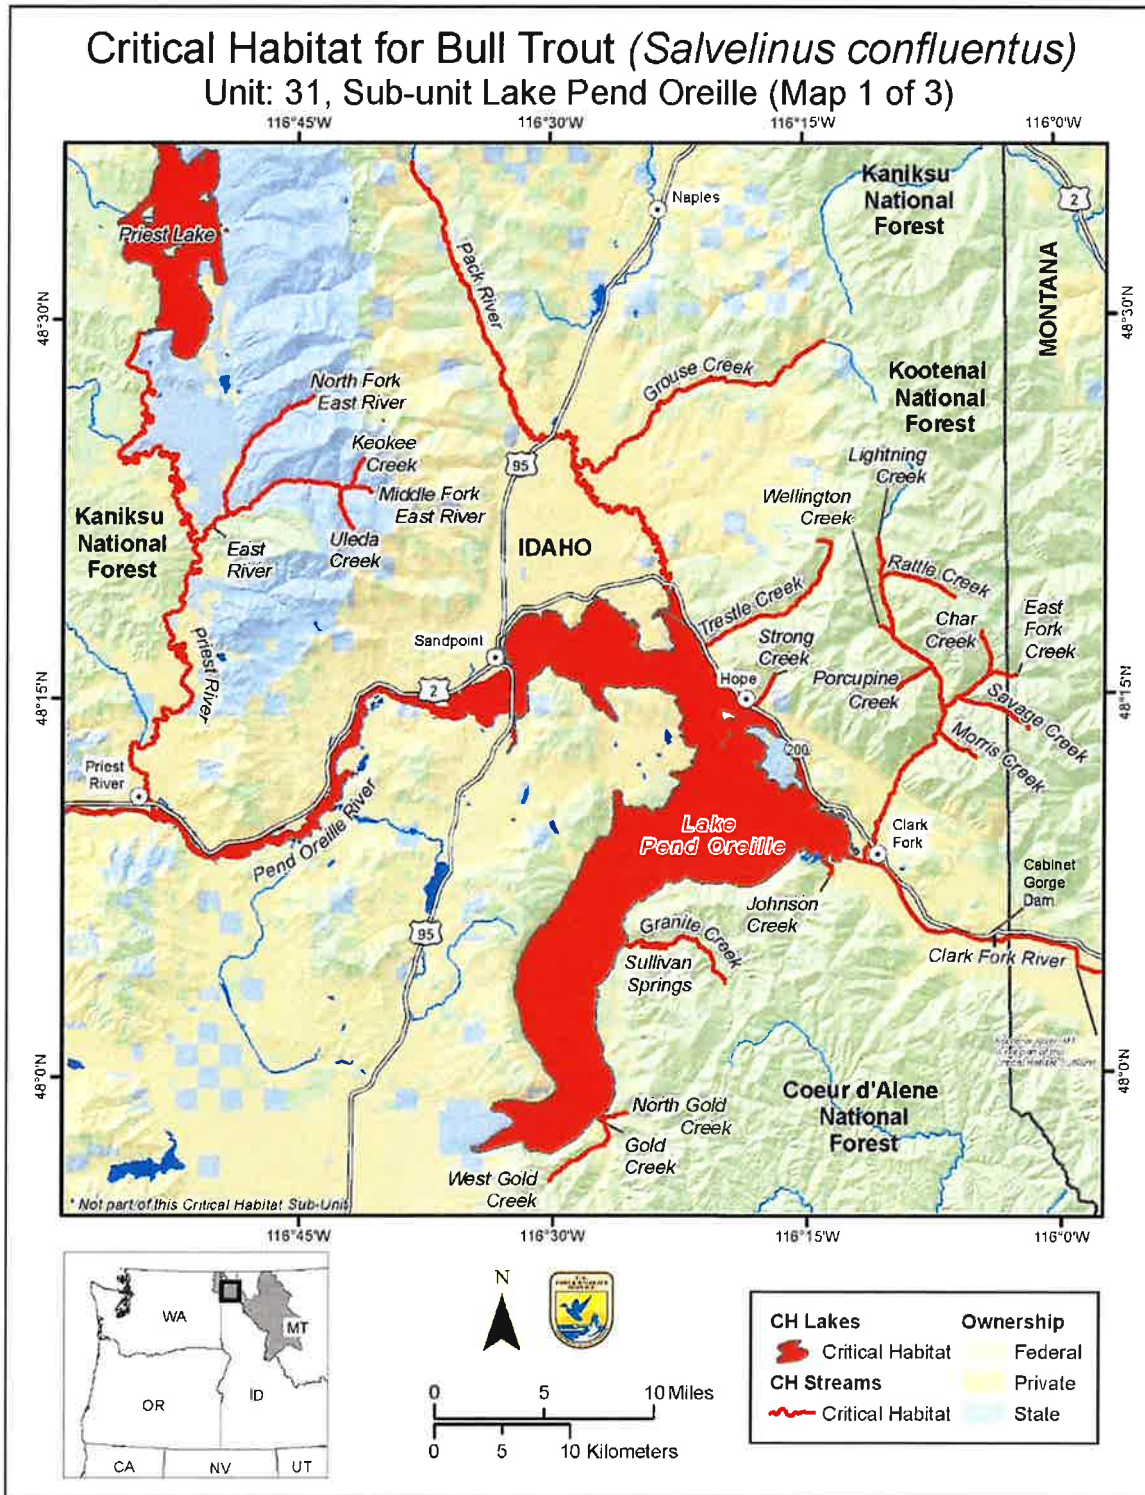 Critical Habitat for Bull Trout (Salvelinus confluentus)
Unit: 31, Sub-unit Lake Pend Oreille (Map 1 of 3)
116°45'W
116°30'W
116°15'W
116°0'W
Kaniksu
National
Forest
2
Naples
Priest Lake
MONTANA
Pack River
48°30'N
48°30'N
Grouse Creek
Kootenai
National
Forest
North Fork
East River
Keokee
Creek
Lightning
Creek
95
Middle Fork
East River
Wellington
Creek
Kaniksu
National
Forest
East
River
Uleda
Creek
IDAHO
Rattle Creek
Trestle Creek
Char
Creek
East
Fork
Creek
Sandpoint
Strong
Creek
Priest River
Hope
Porcupine
Creek
48°15'N
48°15'N
2
Savage Creek
Morris Creek
200
Priest
River
Pend Oreille River
Lake
Pend Oreille
Clark
Fork
Cabinet
Gorge
Dam
Johnson
Creek
95
Granite Creek
Clark Fork River
Sullivan
Springs
48°0'N
48°0'N
Coeur d'Alene
National
Forest
North Gold
Creek
Gold
Creek
West Gold
Creek
* Not part of this Critical Habitat Sub-Unit
116°45'W
116°30'W
116°15'W
116°0'W
WA
MT
OR
ID
CA
NV
UT
N
0
5
10 Miles
0
5
10 Kilometers
CH Lakes
Ownership
Critical Habitat
Federal
CH Streams
Private
Critical Habitat
State